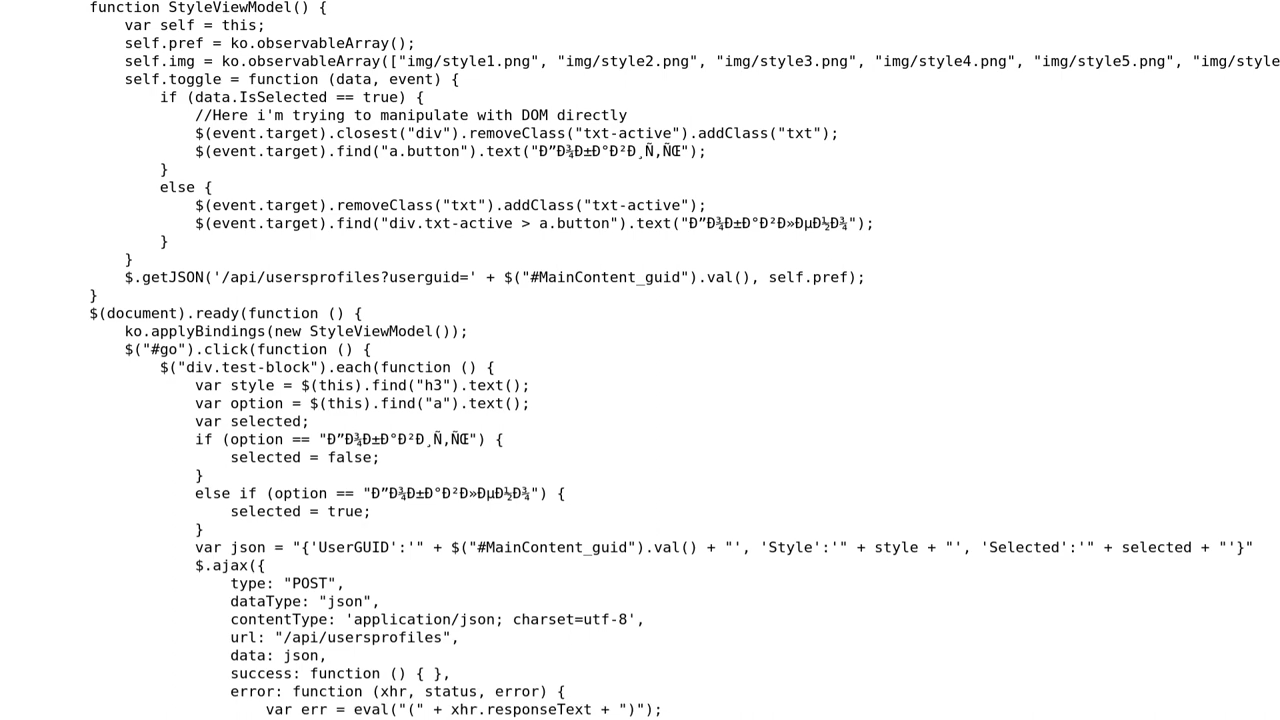 function StyleViewModel() {
var self = this;
self.pref = ko.observableArray();
self.img = ko.observableArray(["img/style1.png", "img/style2.png", "img/style3.png", "img/style4.png", "img/style5.png", "img/style
self.toggle = function (data, event) {
if (data.IsSelected == true) {
//Here i'm trying to manipulate with DOM directly
$(event.target).closest("div").removeClass("txt-active").addClass("txt");
$(event.target).find("a.button").text("Ð”Ð¾Ð±Ð°Ð²Ð¸Ñ‚ÑŒ");
}
else {
$(event.target).removeClass("txt").addClass("txt-active");
$(event.target).find("div.txt-active > a.button").text("Ð”Ð¾Ð±Ð°Ð²Ð»ÐµÐ½Ð¾");
}
}
$.getJSON('/api/usersprofiles?userguid=' + $("#MainContent_guid").val(), self.pref);
}
$(document).ready(function () {
ko.applyBindings(new StyleViewModel());
$("#go").click(function () {
$("div.test-block").each(function () {
var style = $(this).find("h3").text();
var option = $(this).find("a").text();
var selected;
if (option == "Ð”Ð¾Ð±Ð°Ð²Ð¸Ñ‚ÑŒ") {
selected = false;
}
else if (option == "Ð”Ð¾Ð±Ð°Ð²Ð»ÐµÐ½Ð¾") {
selected = true;
}
var json = "{'UserGUID':'" + $("#MainContent_guid").val() + "', 'Style':'" + style + "', 'Selected':'" + selected + "'}"
$.ajax({
type: "POST",
dataType: "json",
contentType: 'application/json; charset=utf-8',
url: "/api/usersprofiles",
data: json,
success: function () { },
error: function (xhr, status, error) {
var err = eval("(" + xhr.responseText + ")");